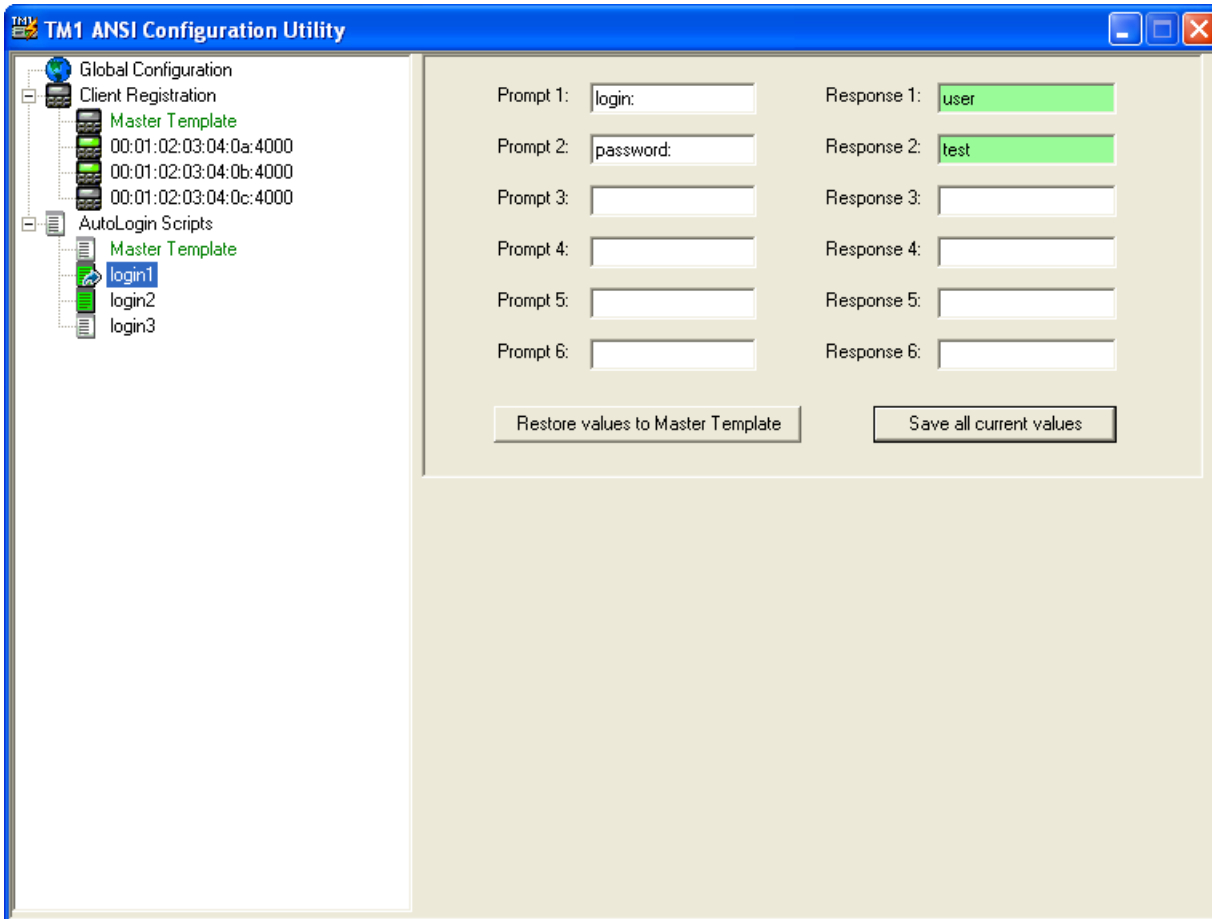 TM1 ANSI Configuration Utility
Global Configuration
Client Registration
Master Template
00:01:02:03:04:0a:4000
00:01:02:03:04:0b:4000
00:01:02:03:04:0c:4000
AutoLogin Scripts
Master Template
login1
login2
login3
Prompt 1: login: Response 1: user
Prompt 2: password: Response 2: test
Prompt 3: Response 3:
Prompt 4: Response 4:
Prompt 5: Response 5:
Prompt 6: Response 6:
Restore values to Master Template Save all current values